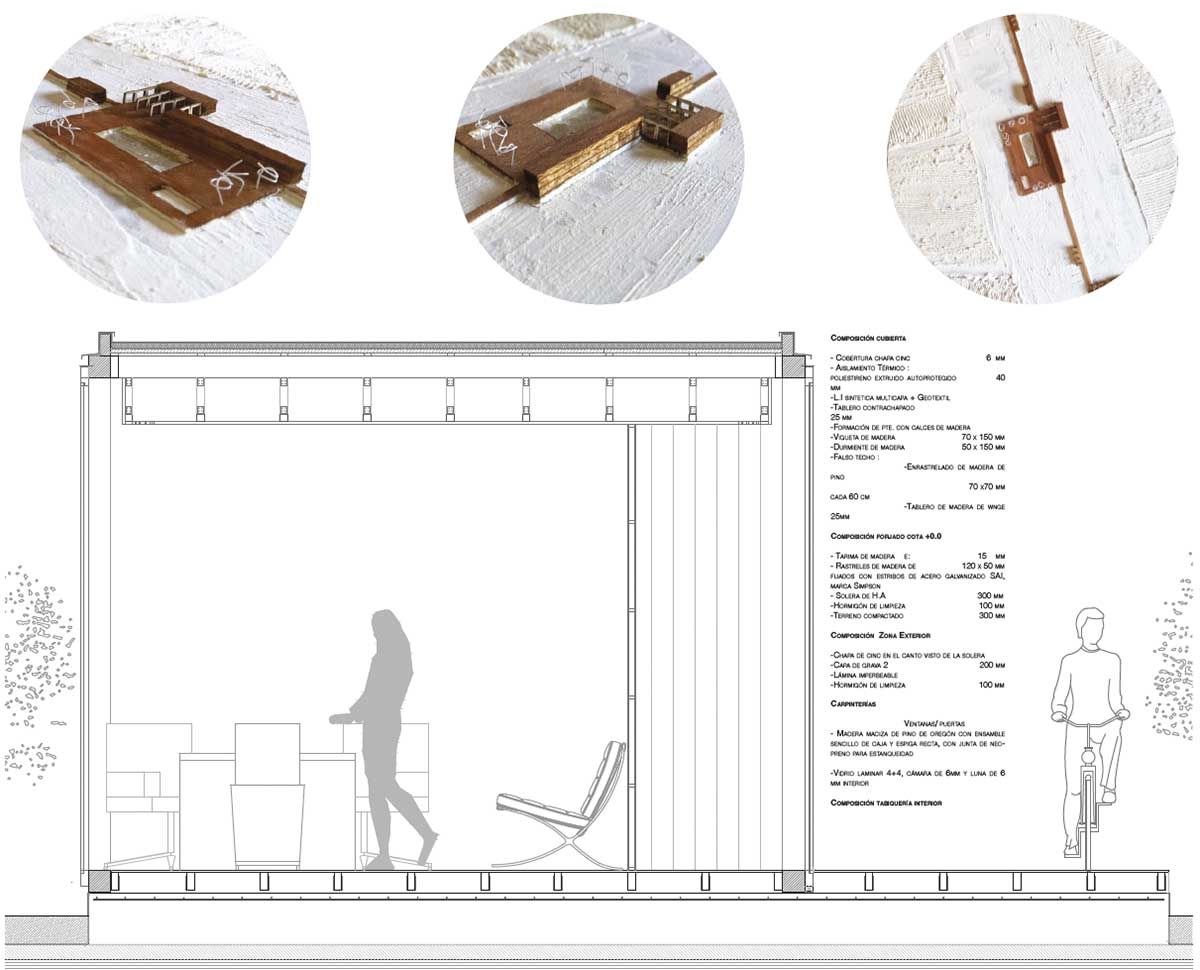 COMPOSICIÓN CUBIERTA
- COBERTURA CHAPA CINC 6 MM
- AISLAMIENTO TÉRMICO :
POLIESTIRENO EXTRUIDO AUTOPROTEGIDO 40
MM
-L.I SINTETICA MULTICAPA + GEOTEXTIL
-TABLERO CONTRACHAPADO
25 MM
-FORMACIÓN DE PTE. CON CALCES DE MADERA
-VIGUETA DE MADERA 70 X 150 MM
-DURMIENTE DE MADERA 50 X 150 MM
-FALSO TECHO :
-ENRASTRELADO DE MADERA DE
PINO
70 X70 MM
CADA 60 CM
-TABLERO DE MADERA DE WNGE
25MM
COMPOSICIÓN FORJADO COTA +0.0
- TARIMA DE MADERA E: 15 MM
- RASTRELES DE MADERA DE 120 X 50 MM
FIJADOS CON ESTRIBOS DE ACERO GALVANIZADO SAI,
MARCA SIMPSON
- SOLERA DE H.A 300 MM
-HORMIGÓN DE LIMPIEZA 100 MM
-TERRENO COMPACTADO 300 MM
COMPOSICIÓN ZONA EXTERIOR
-CHAPA DE CINC EN EL CANTO VISTO DE LA SOLERA
-CAPA DE GRAVA 2 200 MM
-LÁMINA IMPERBEABLE
-HORMIGÓN DE LIMPIEZA 100 MM
CARPINTERÍAS
VENTANAS/ PUERTAS
- MADERA MACIZA DE PINO DE OREGÓN CON ENSAMBLE
SENCILLO DE CAJA Y ESPIGA RECTA, CON JUNTA DE NEO-
PRENO PARA ESTANQUEIDAD
-VIDRIO LAMINAR 4+4, CÁMARA DE 6MM Y LUNA DE 6
MM INTERIOR
COMPOSICIÓN TABIQUERÍA INTERIOR